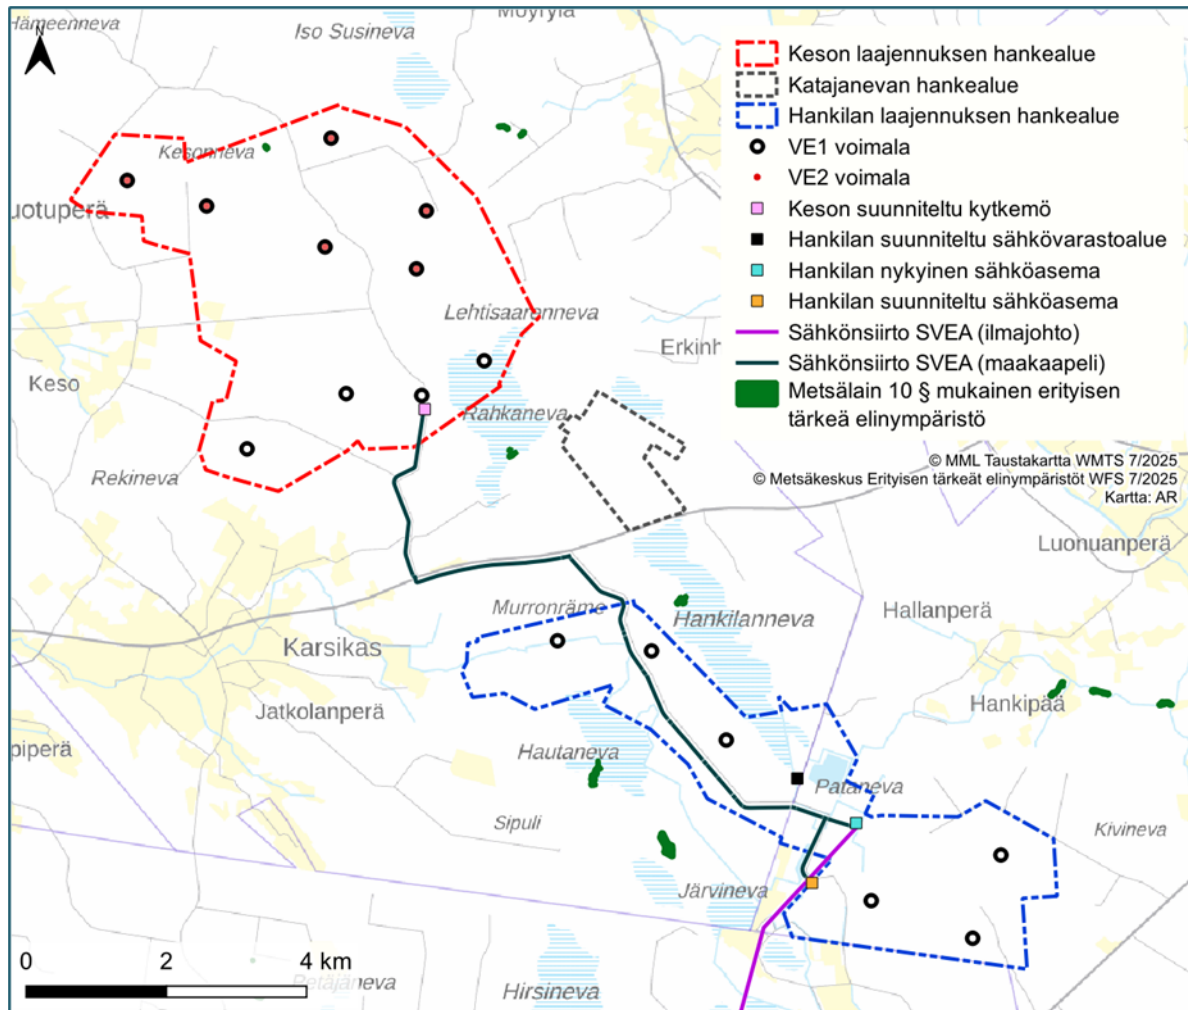 Hämeenneva
Iso Susineva
Möyrylä
N
Keson laajennuksen hankealue
Katajanevan hankealue
Hankilan laajennuksen hankealue
VE1 voimala
VE2 voimala
Keson suunniteltu kytkemö
Hankilan suunniteltu sähkövarastoalue
Hankilan nykyinen sähköasema
Hankilan suunniteltu sähköasema
Sähkönsiirto SVEA (ilmajohto)
Sähkönsiirto SVEA (maakaapeli)
Metsälain 10 § mukainen erityisen
tärkeä elinympäristö
© MML Taustakartta WMTS 7/2025
© Metsäkeskus Erityisen tärkeät elinympäristöt WFS 7/2025
Kartta: AR
Kesonneva
uotuperä
Lehtisaarenneva
Erkinh
Keso
Rahkaneva
Rekineva
Luonuanperä
Murronräme
Hankilanneva
Hallanperä
Karsikas
Hankipää
Jatkolanperä
piperä
Hautaneva
Pataneva
Sipuli
Kivineva
Järvineva
0 2 4 km
Petäjäneva
Hirsineva